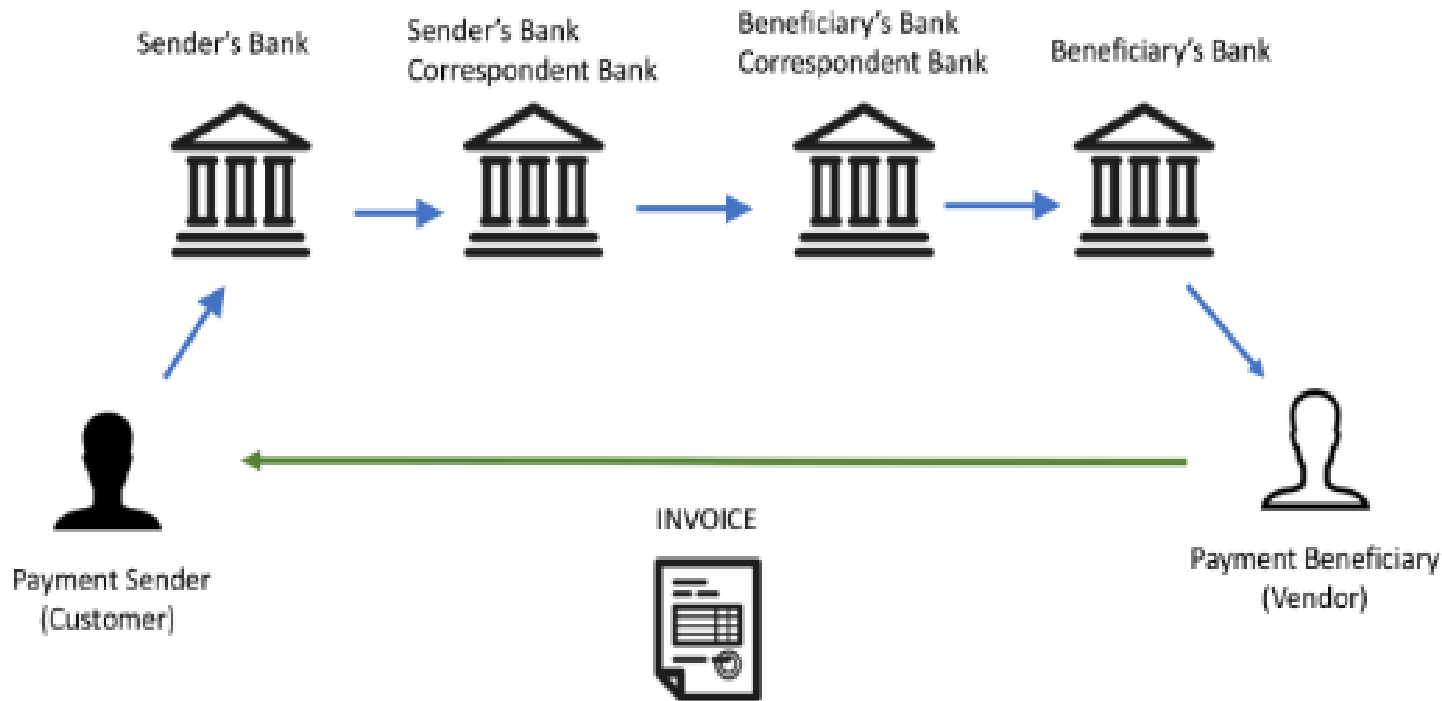 Sender's Bank
Sender's Bank
Correspondent Bank
Beneficiary's Bank
Correspondent Bank
Beneficiary's Bank
INVOICE
Payment Sender
(Customer)
Payment Beneficiary
(Vendor)